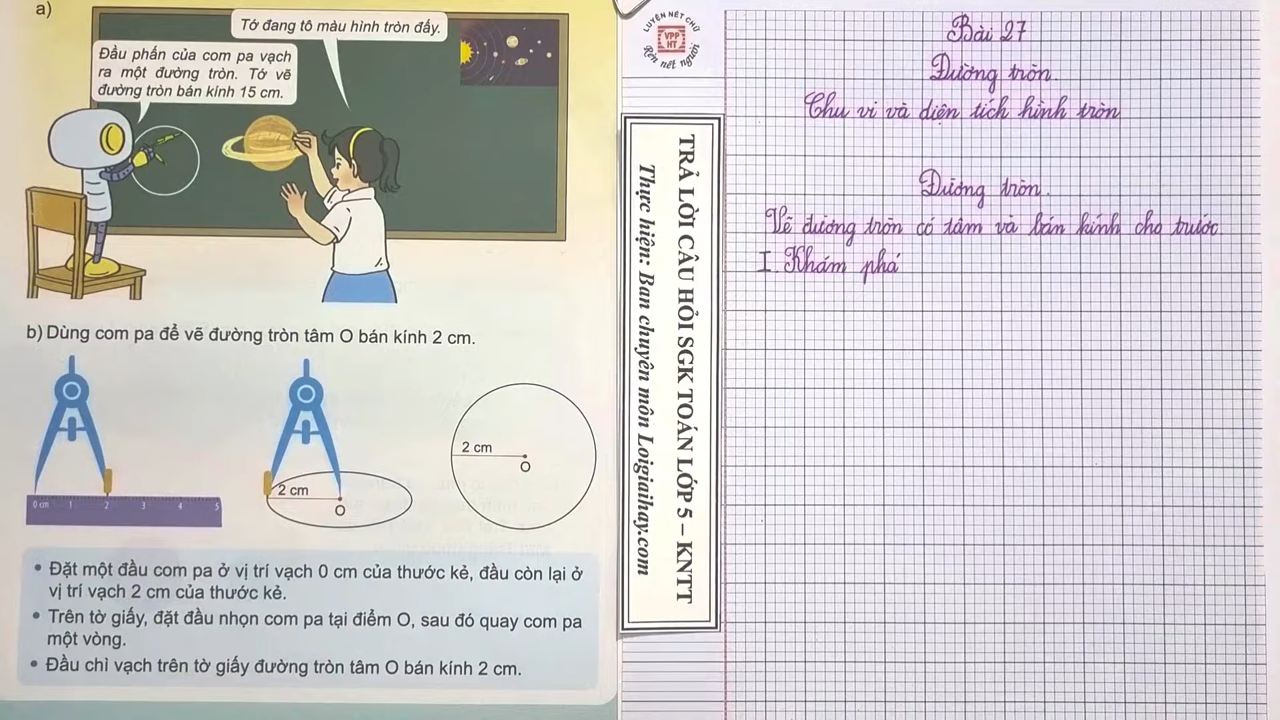 a)
Tớ đang tô màu hình tròn đấy.
Đầu phấn của com pa vạch
ra một đường tròn. Tớ vẽ
đường tròn bán kính 15 cm.
b) Dùng com pa để vẽ đường tròn tâm O bán kính 2 cm.
0 cm 1 2 3 4 5
2 cm
O
2 cm
O
• Đặt một đầu com pa ở vị trí vạch 0 cm của thước kẻ, đầu còn lại ở
vị trí vạch 2 cm của thước kẻ.
• Trên tờ giấy, đặt đầu nhọn com pa tại điểm O, sau đó quay com pa
một vòng.
• Đầu chì vạch trên tờ giấy đường tròn tâm O bán kính 2 cm.
LUYỆN NÉT CHỮ
VPP
HT
Rèn nét người
TRẢ LỜI CÂU HỎI SGK TOÁN LỚP 5 – KNTT
Thực hiện: Ban chuyên môn Loigiaihay.com
Bài 27
Đường tròn.
Chu vi và diện tích hình tròn
Đường tròn.
Vẽ đường tròn có tâm và bán kính cho trước.
I. Khám phá